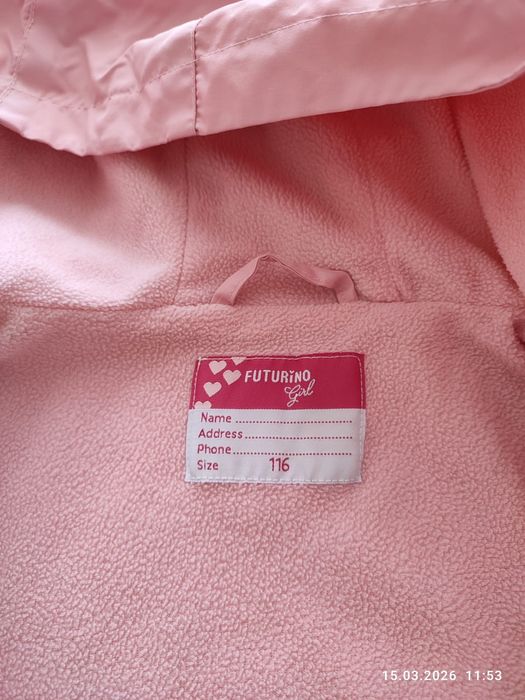 FUTURINO
Girl
Name ..............................
Address ..............................
Phone ..............................
Size 116
15.03.2026 11:53